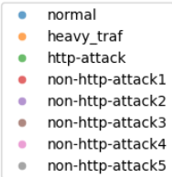 normal
heavy_traf
http-attack
non-http-attack1
non-http-attack2
non-http-attack3
non-http-attack4
non-http-attack5